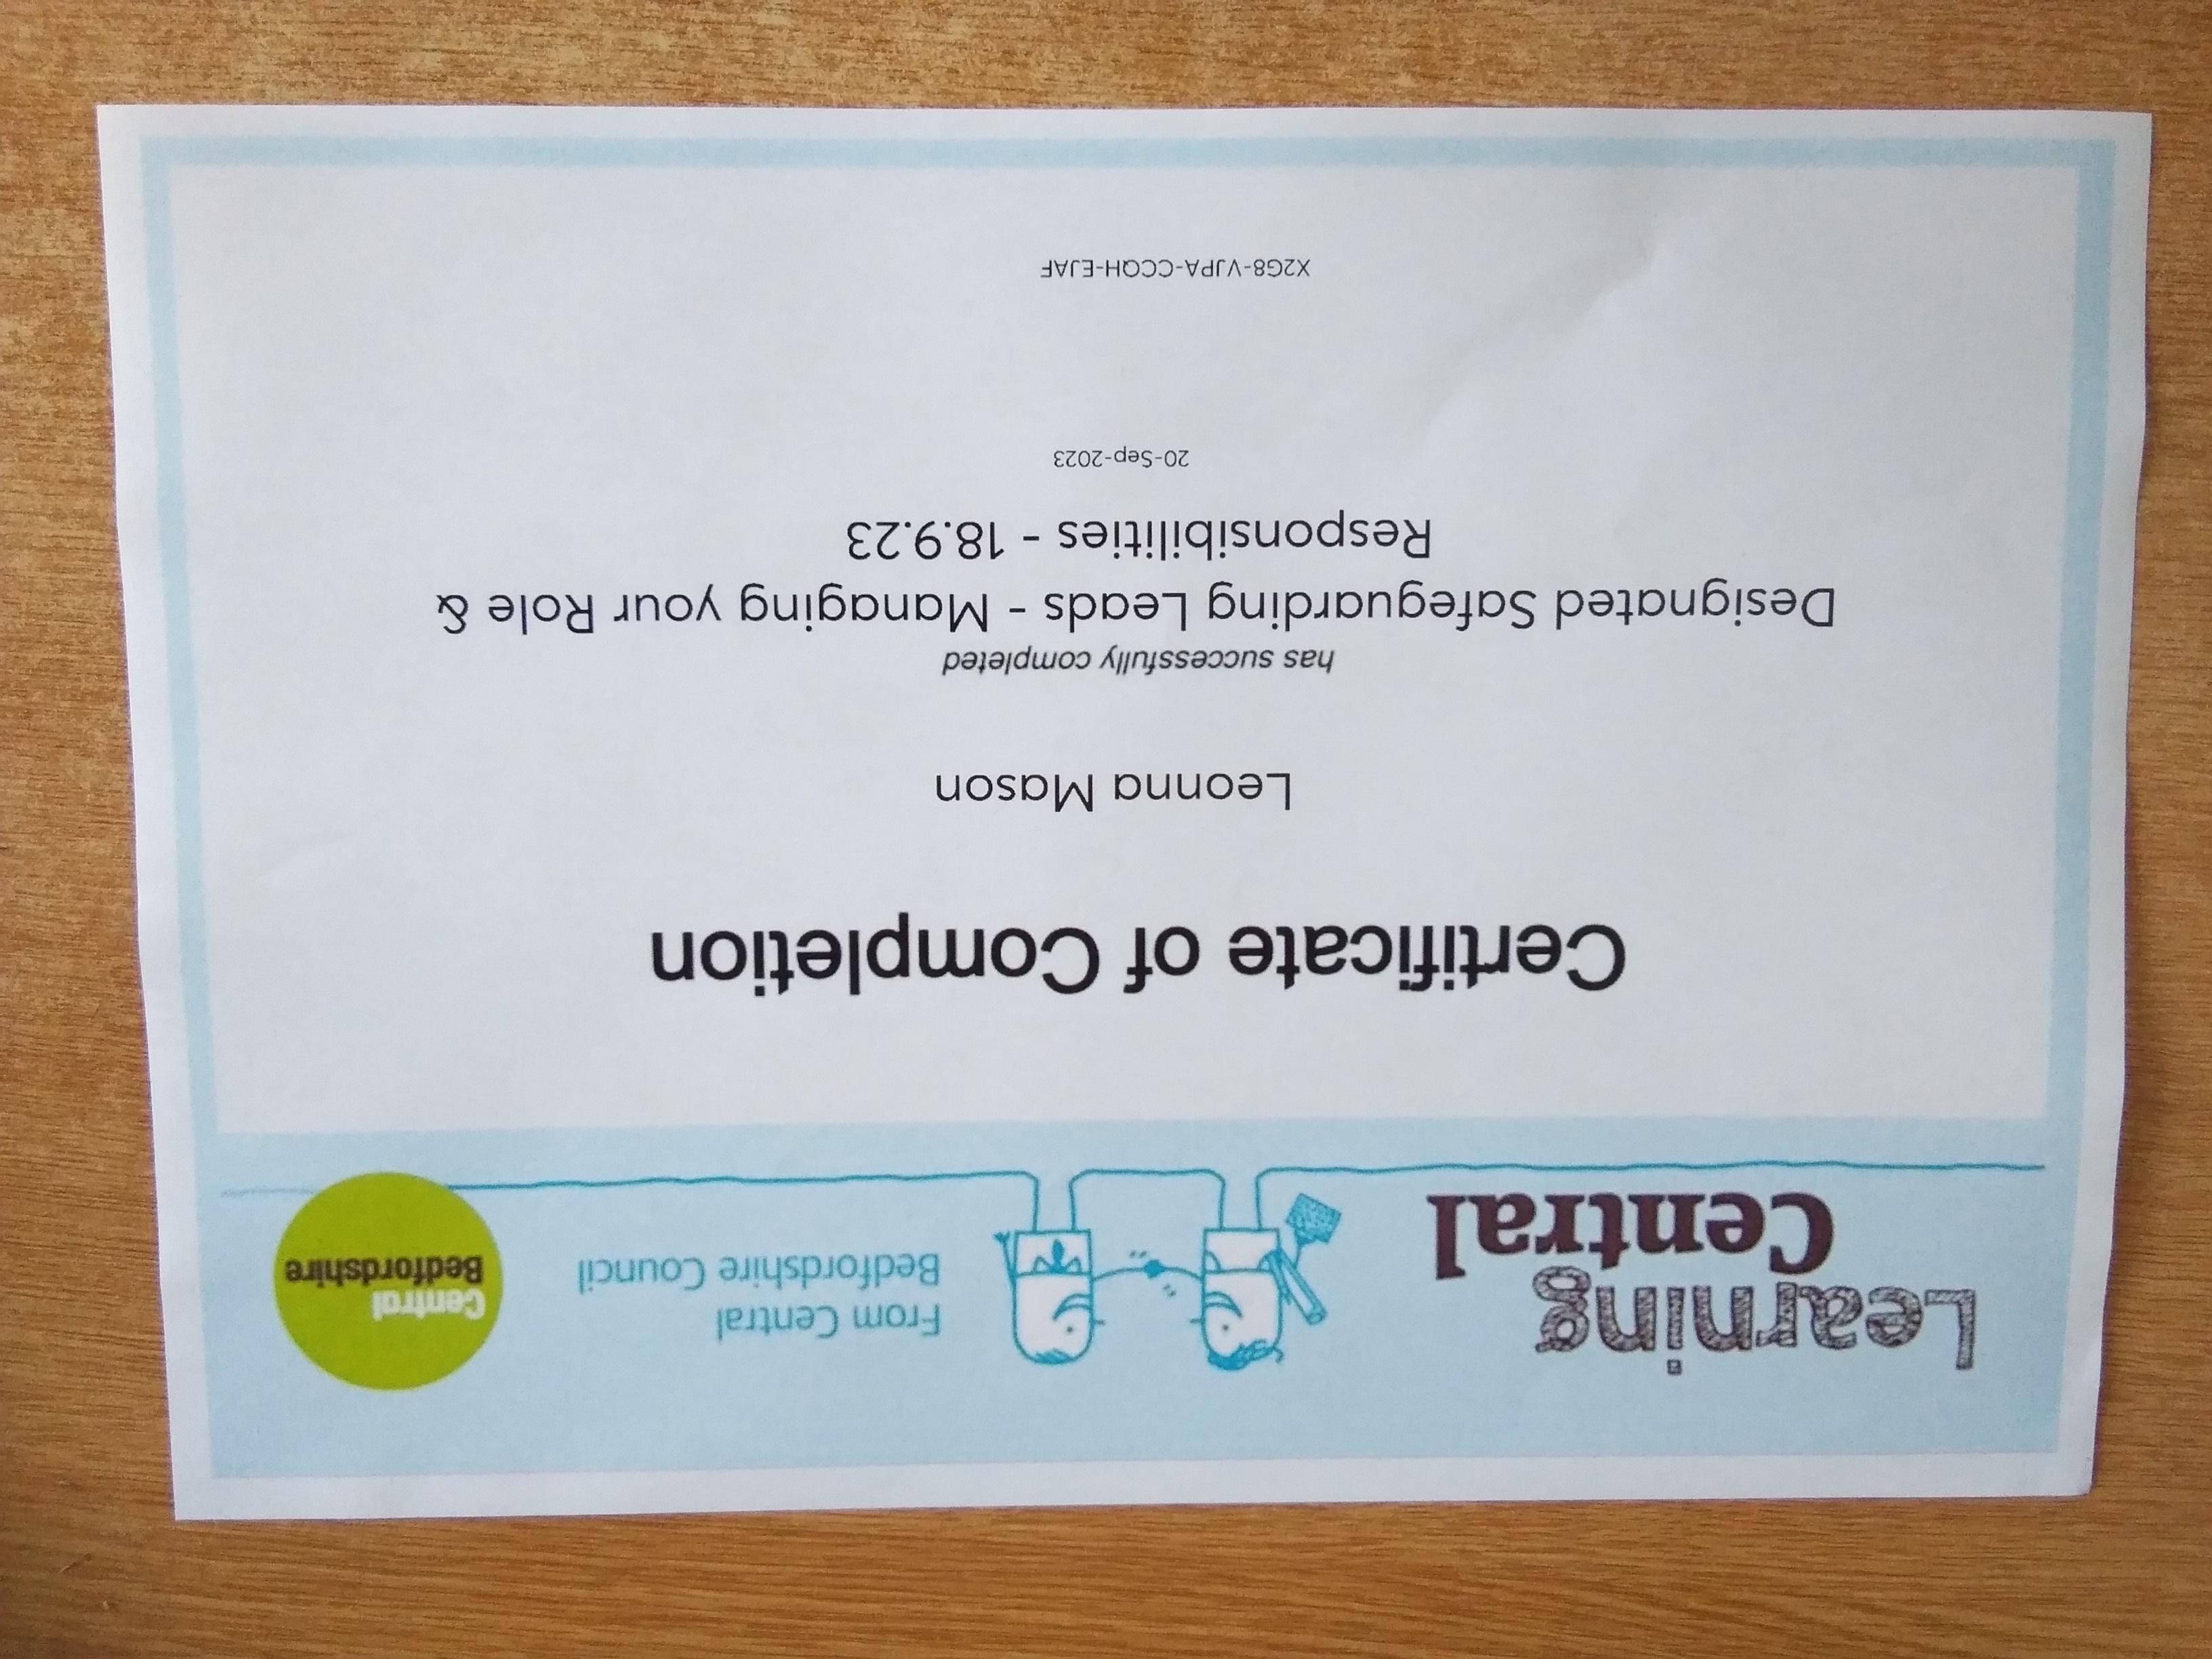 Learning
Central
From Central
Bedfordshire Council
Central
Bedfordshire
Certificate of Completion
Leonna Mason
has successfully completed
Designated Safeguarding Leads - Managing your Role &
Responsibilities - 18.9.23
20-Sep-2023
X2G8-VJPA-CCQH-EJAF